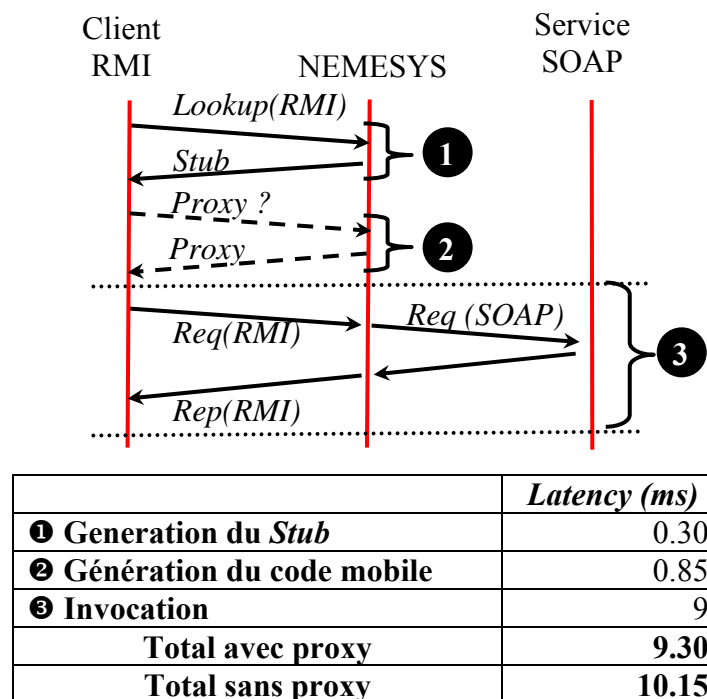 Client
RMI
NEMESYS
Service
SOAP
Lookup(RMI)
1
Stub
Proxy ?
Proxy
2
Req(RMI)
Req (SOAP)
3
Rep(RMI)
Latency (ms)
❶ Generation du Stub 0.30
❷ Génération du code mobile 0.85
❸ Invocation 9
Total avec proxy 9.30
Total sans proxy 10.15